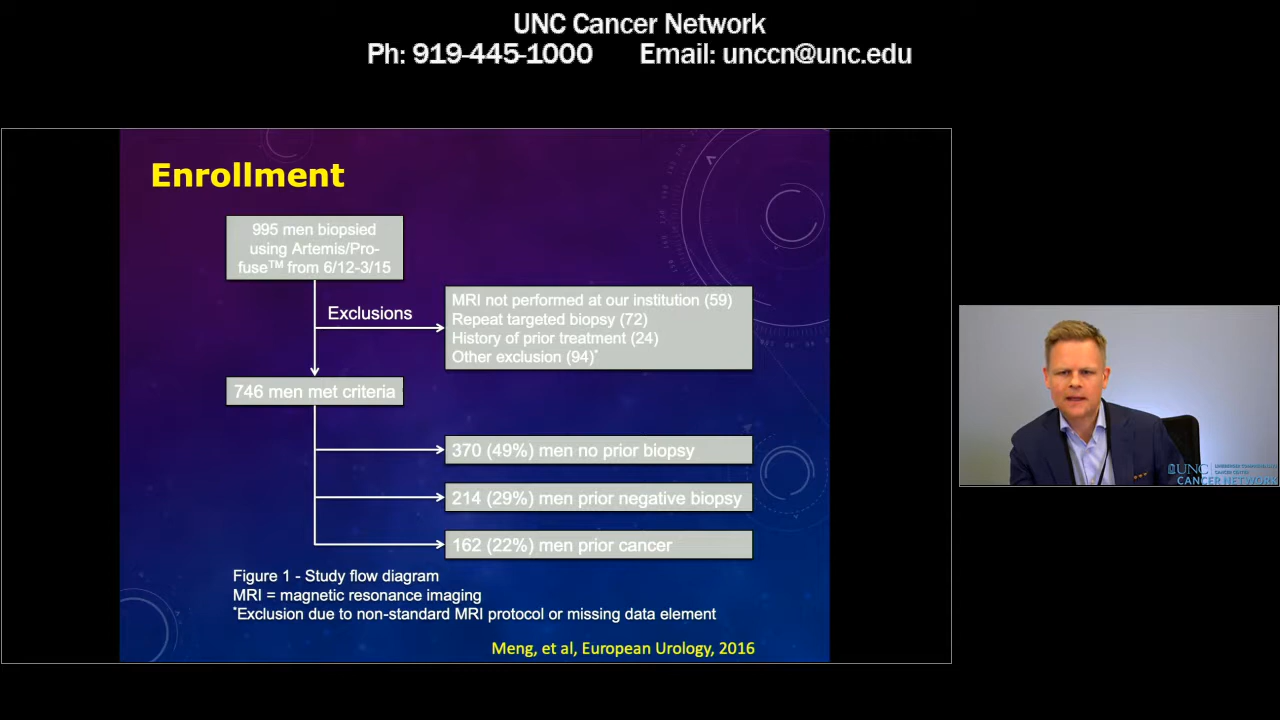 UNC Cancer Network
Ph: 919-445-1000 Email: unccn@unc.edu
Enrollment
995 men biopsied
using Artemis/Pro-
fuse™ from 6/12-3/15
Exclusions
MRI not performed at our institution (59)
Repeat targeted biopsy (72)
History of prior treatment (24)
Other exclusion (94)*
746 men met criteria
370 (49%) men no prior biopsy
214 (29%) men prior negative biopsy
162 (22%) men prior cancer
Figure 1 - Study flow diagram
MRI = magnetic resonance imaging
*Exclusion due to non-standard MRI protocol or missing data element
Meng, et al, European Urology, 2016
UNC
CANCER NETWORK